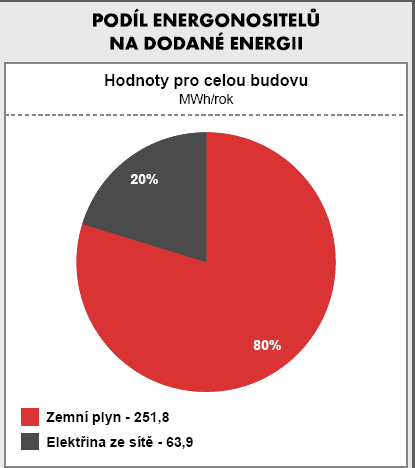 PODÍL ENERGONOSITELŮ
NA DODANÉ ENERGII
Hodnoty pro celou budovu
MWh/rok
20%
80%
Zemní plyn - 251,8
Elektřina ze sítě - 63,9